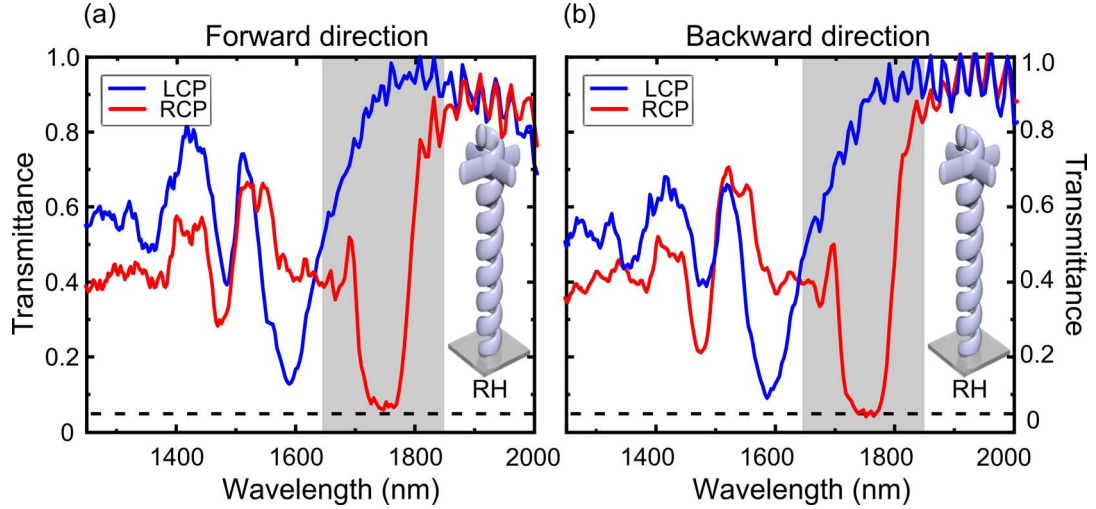 (a)
Forward direction
LCP
RCP
Transmittance
1.0
0.8
0.6
0.4
0.2
0
1400
1600
1800
2000
Wavelength (nm)
RH
(b)
Backward direction
LCP
RCP
Transmittance
1.0
0.8
0.6
0.4
0.2
0
1400
1600
1800
2000
Wavelength (nm)
RH